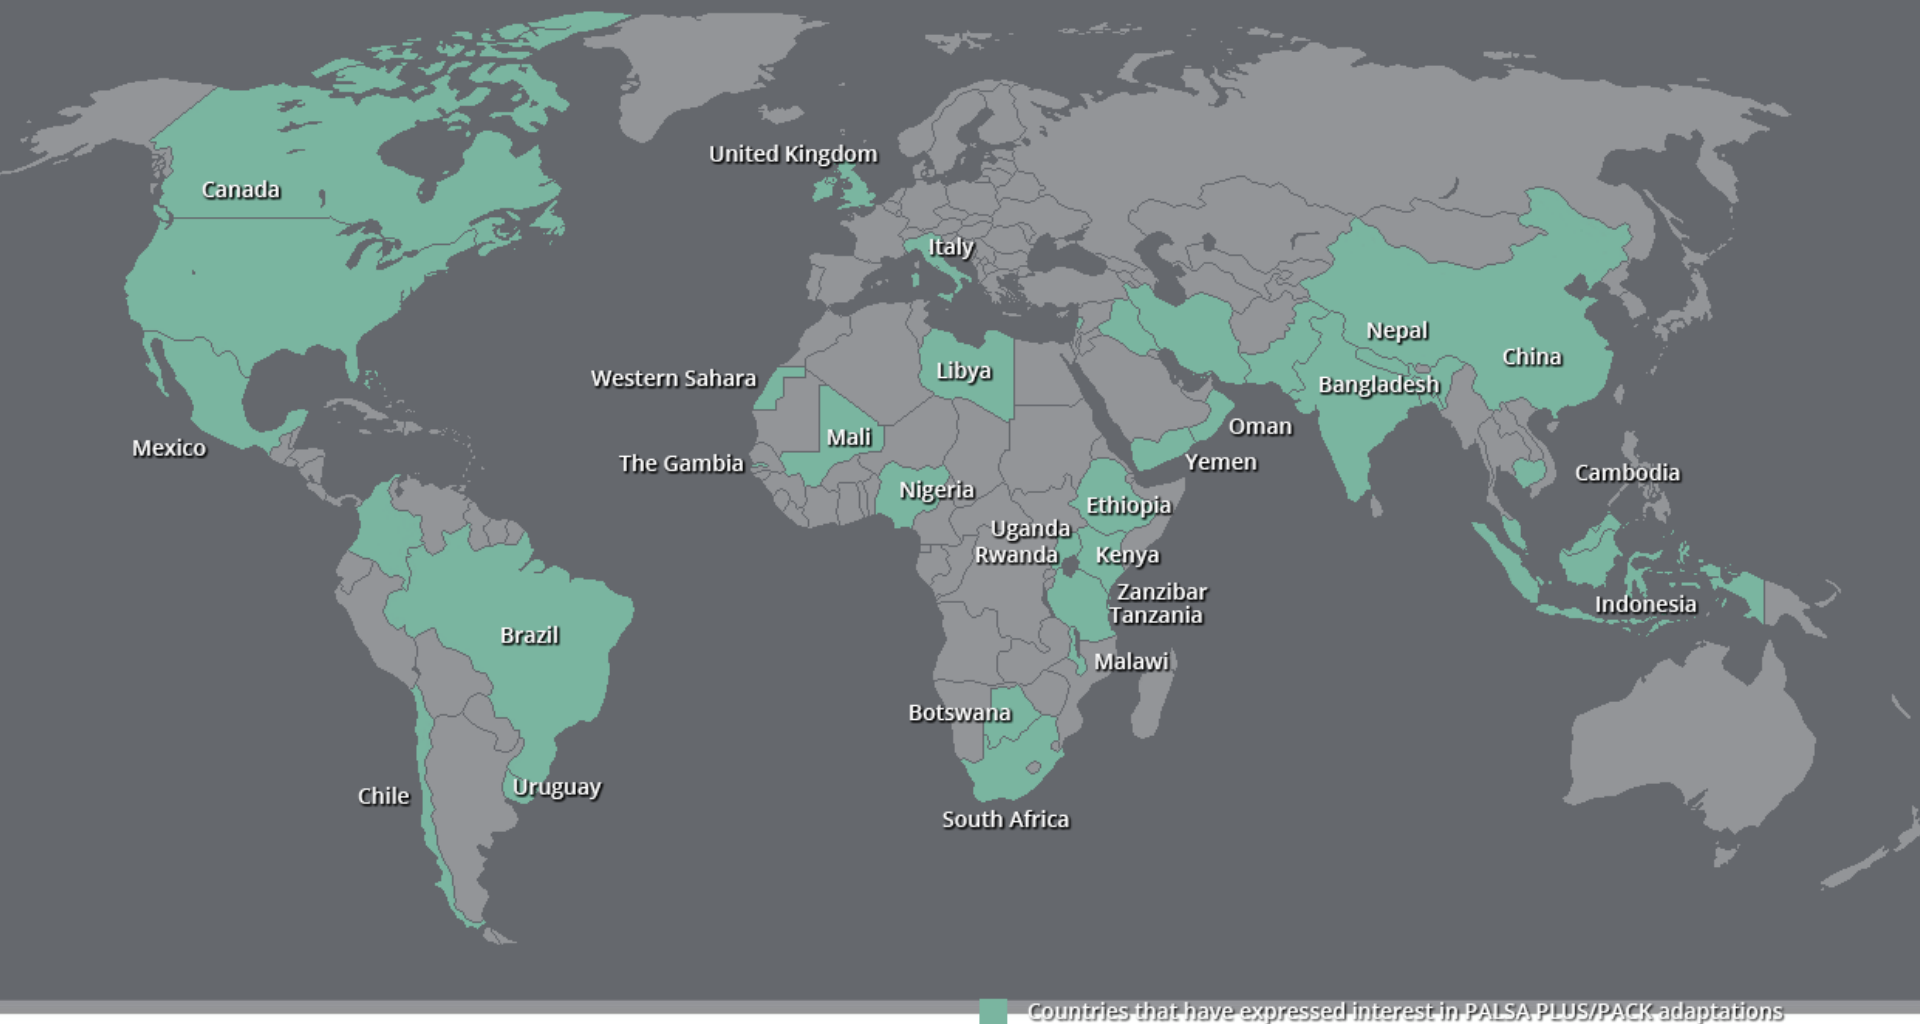 United Kingdom
Canada
Italy
Nepal
China
Western Sahara
Libya
Bangladesh
Mexico
Mali
Oman
The Gambia
Yemen
Nigeria
Cambodia
Ethiopia
Uganda
Rwanda
Kenya
Zanzibar
Tanzania
Indonesia
Brazil
Malawi
Botswana
Chile
Uruguay
South Africa
Countries that have expressed interest in PALSA PLUS/PACK adaptations